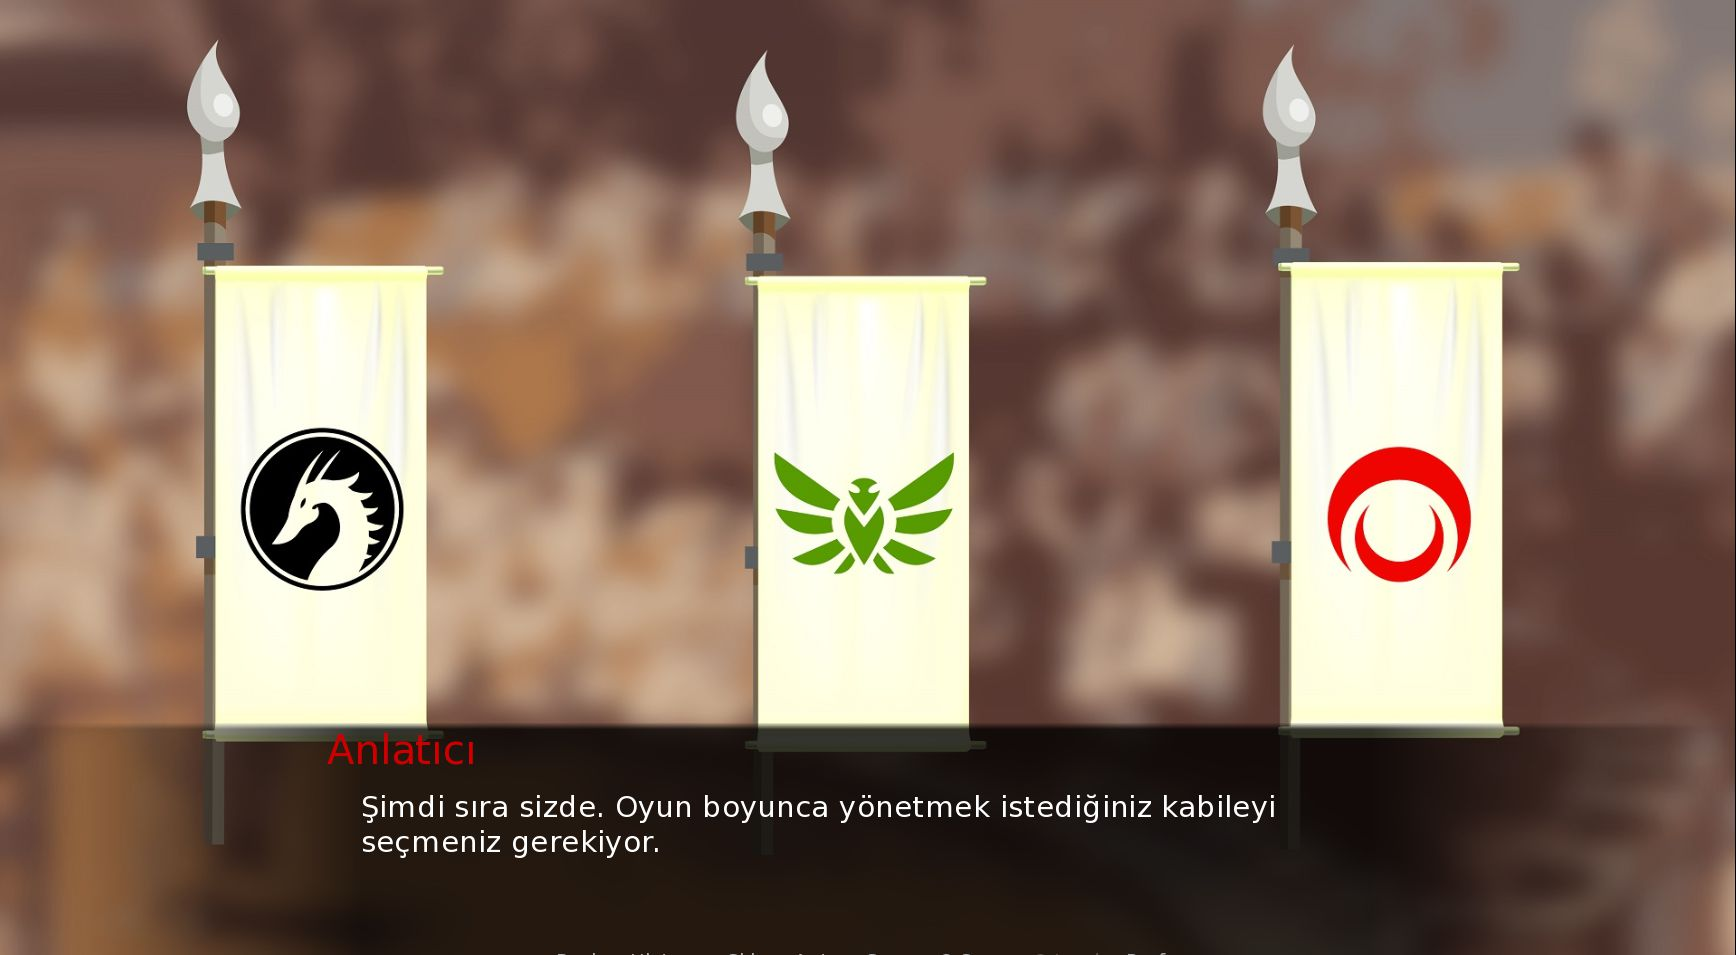 Anlatıcı
Şimdi sıra sizde. Oyun boyunca yönetmek istediğiniz kabileyi
seçmeniz gerekiyor.